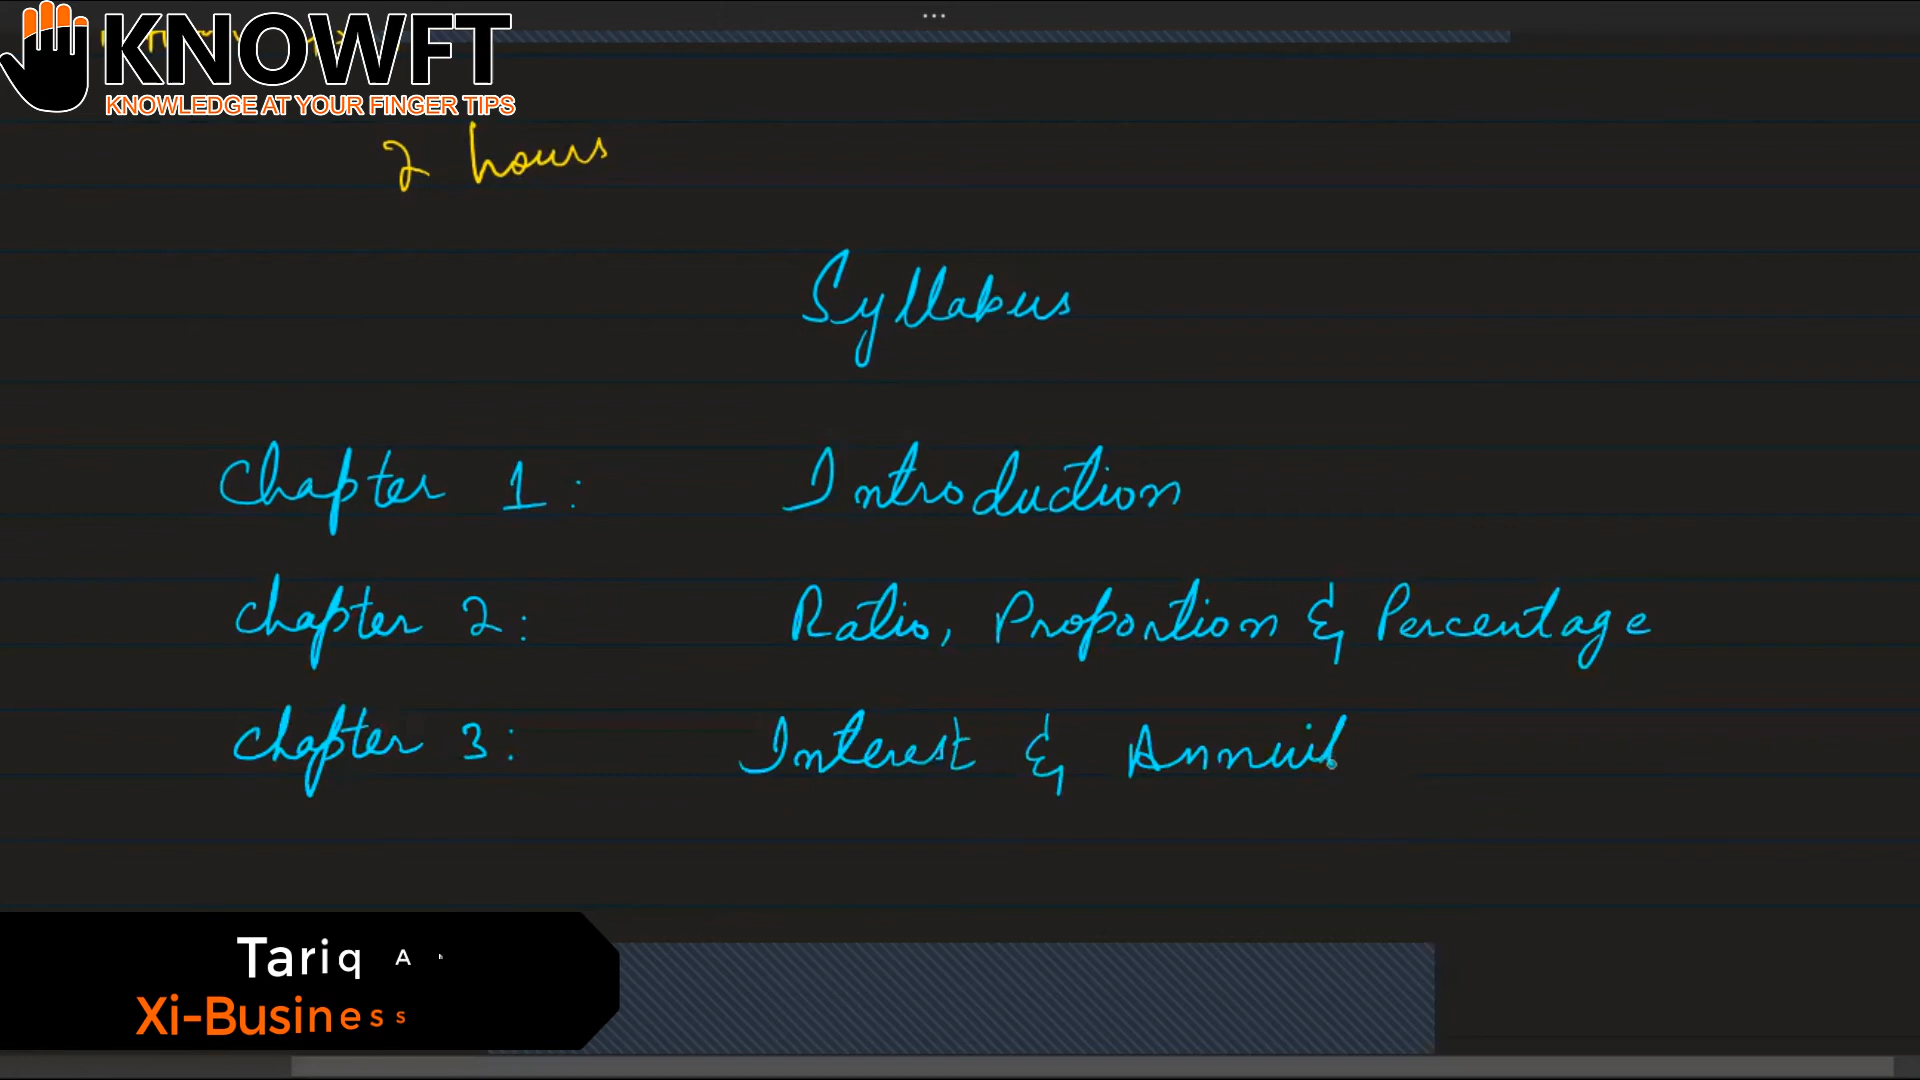 KNOWFT
KNOWLEDGE AT YOUR FINGER TIPS
2 hours
Syllabus
Chapter 1: Introduction
Chapter 2: Ratio, Proportion & Percentage
Chapter 3: Interest & Annuit
Tariq A
Xi-Business